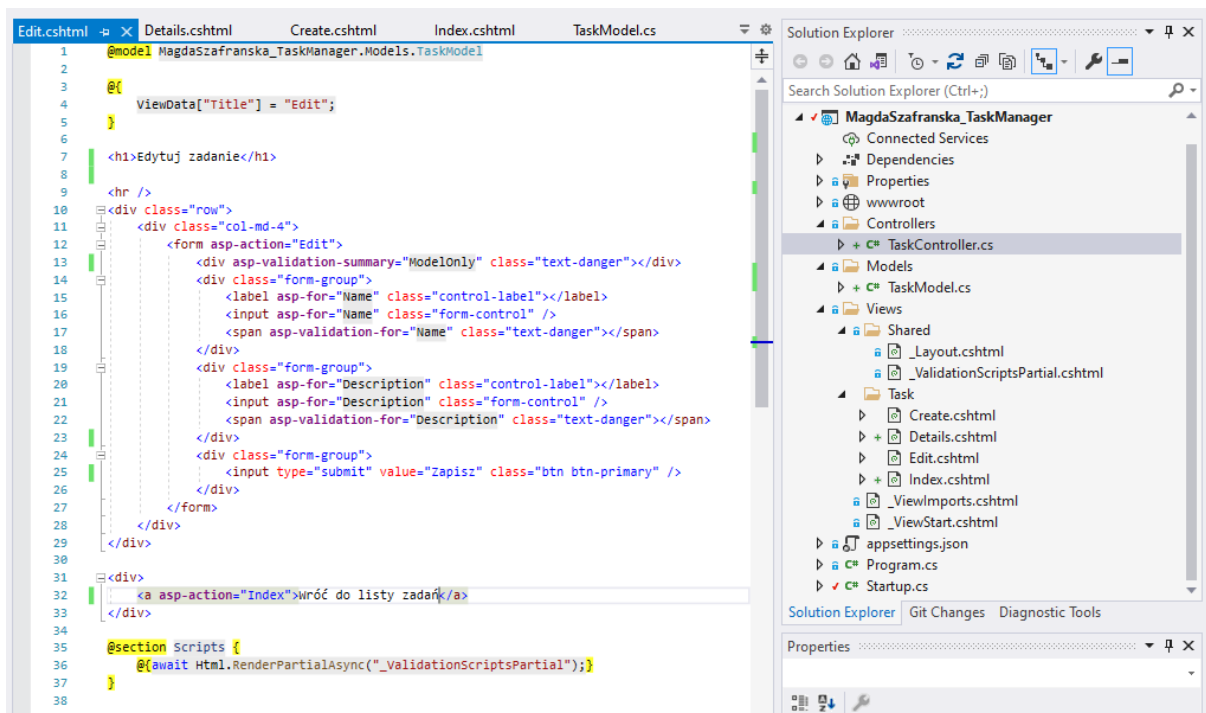 Edit.cshtml Details.cshtml Create.cshtml Index.cshtml TaskModel.cs
1 @model MagdaSzafranska_TaskManager.Models.TaskModel
2
3 @{
4 ViewData["Title"] = "Edit";
5 }
6
7 <h1>Edytuj zadanie</h1>
8
9 <hr />
10 <div class="row">
11 <div class="col-md-4">
12 <form asp-action="Edit">
13 <div asp-validation-summary="ModelOnly" class="text-danger"></div>
14 <div class="form-group">
15 <label asp-for="Name" class="control-label"></label>
16 <input asp-for="Name" class="form-control" />
17 <span asp-validation-for="Name" class="text-danger"></span>
18 </div>
19 <div class="form-group">
20 <label asp-for="Description" class="control-label"></label>
21 <input asp-for="Description" class="form-control" />
22 <span asp-validation-for="Description" class="text-danger"></span>
23 </div>
24 <div class="form-group">
25 <input type="submit" value="Zapisz" class="btn btn-primary" />
26 </div>
27 </form>
28 </div>
29 </div>
30
31 <div>
32 <a asp-action="Index">Wróć do listy zadań</a>
33 </div>
34
35 @section Scripts {
36 @{await Html.RenderPartialAsync("_ValidationScriptsPartial");}
37 }
38
Solution Explorer
Search Solution Explorer (Ctrl+;)
MagdaSzafranska_TaskManager
Connected Services
Dependencies
Properties
wwwroot
Controllers
C# TaskController.cs
Models
C# TaskModel.cs
Views
Shared
_Layout.cshtml
_ValidationScriptsPartial.cshtml
Task
Create.cshtml
Details.cshtml
Edit.cshtml
Index.cshtml
_ViewImports.cshtml
_ViewStart.cshtml
appsettings.json
C# Program.cs
C# Startup.cs
Solution Explorer Git Changes Diagnostic Tools
Properties